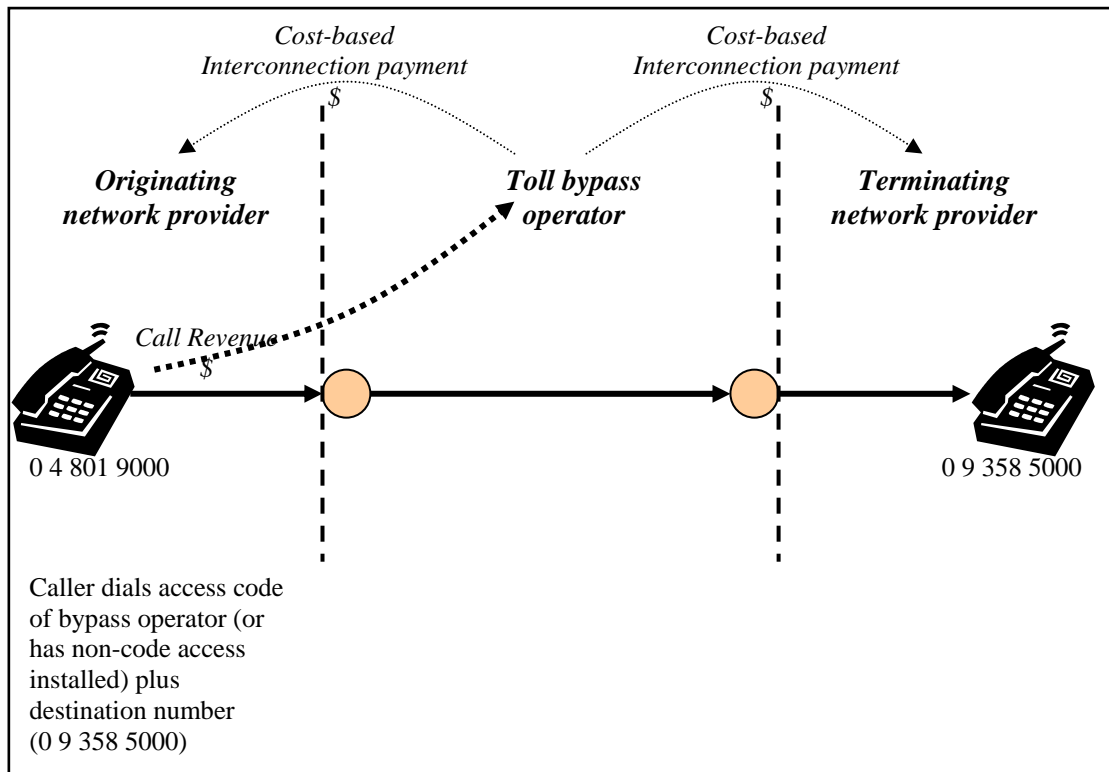 Cost-based
Interconnection payment
$
Cost-based
Interconnection payment
$
Originating
network provider
Toll bypass
operator
Terminating
network provider
Call Revenue
$
0 4 801 9000
0 9 358 5000
Caller dials access code
of bypass operator (or
has non-code access
installed) plus
destination number
(0 9 358 5000)